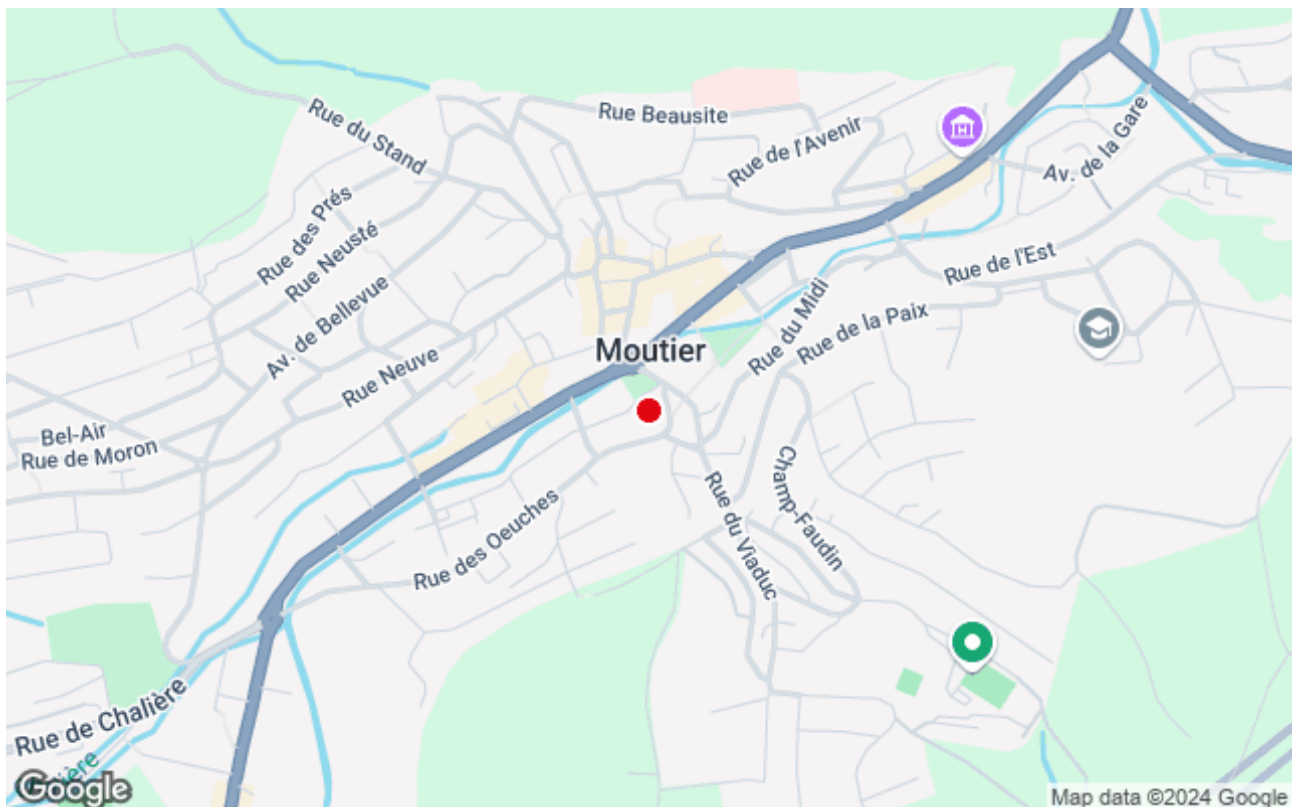 Rue du Stand
Rue Beausite
Rue de l'Avenir
Av. de la Gare
Rue des Prés
Rue Neusté
Av. de Bellevue
Rue de l'Est
Rue du Midi
Rue de la Paix
Moutier
Rue Neuve
Bel-Air
Rue de Moron
Champ-Faudin
Rue du Viaduc
Rue des Oeuches
Rue de Chalière
Google
Map data ©2024 Google